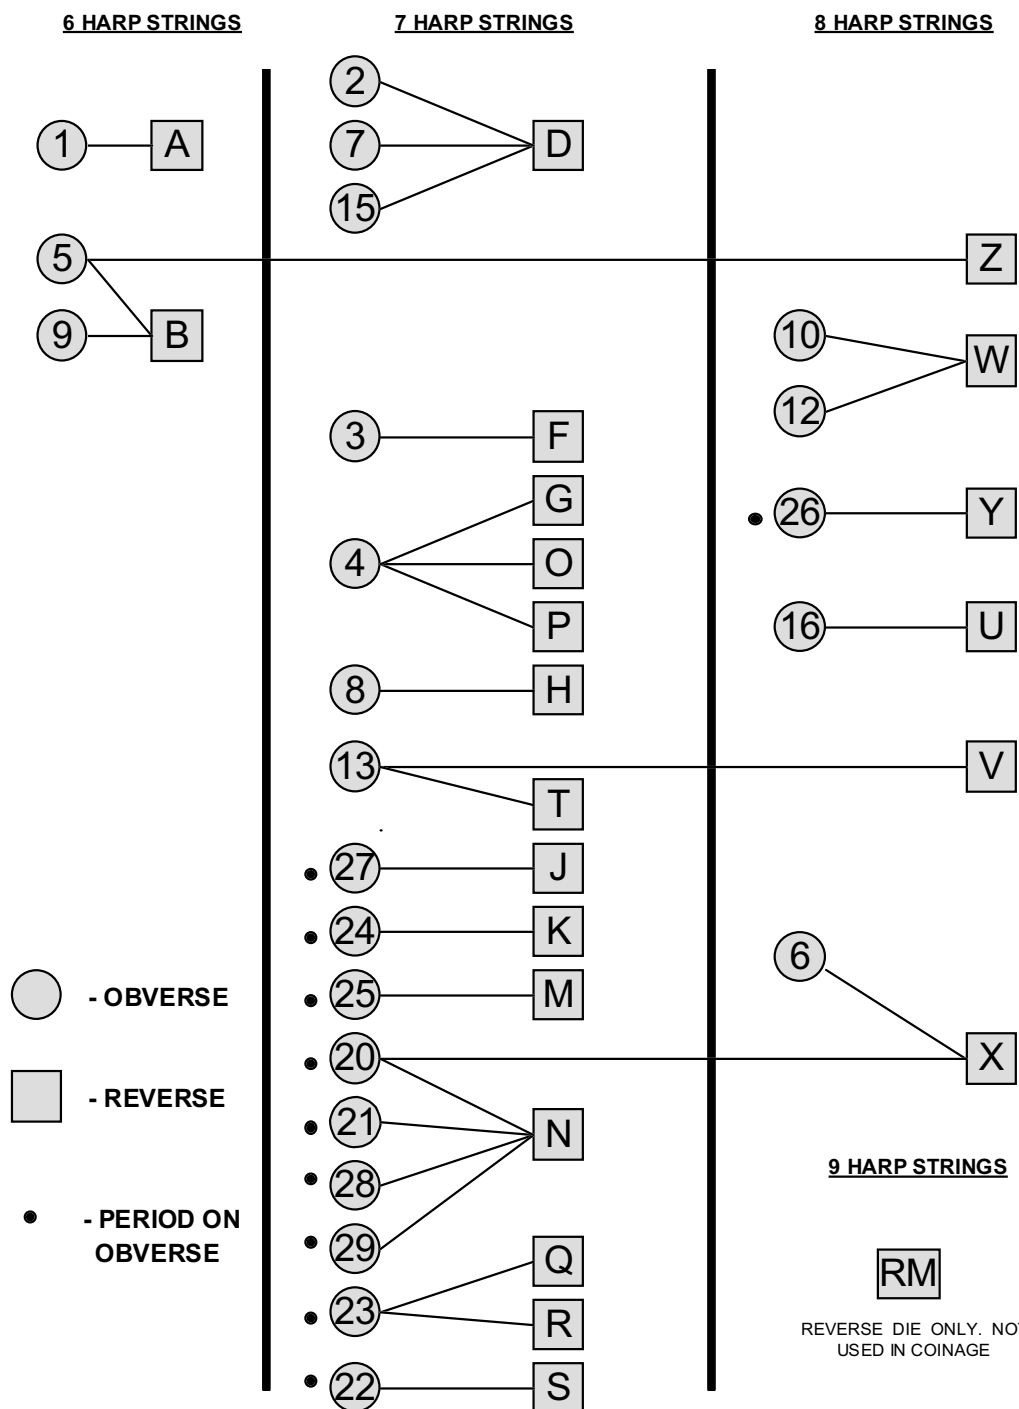 6 HARP STRINGS
7 HARP STRINGS
8 HARP STRINGS
2
1
A
7
D
15
5
Z
9
B
10
W
12
3
F
G
26
Y
4
O
P
16
U
8
H
13
V
T
27
J
24
K
6
25
M
- OBVERSE
20
X
- REVERSE
21
N
28
9 HARP STRINGS
- PERIOD ON
OBVERSE
29
Q
RM
23
R
REVERSE DIE ONLY. NOT
USED IN COINAGE
22
S